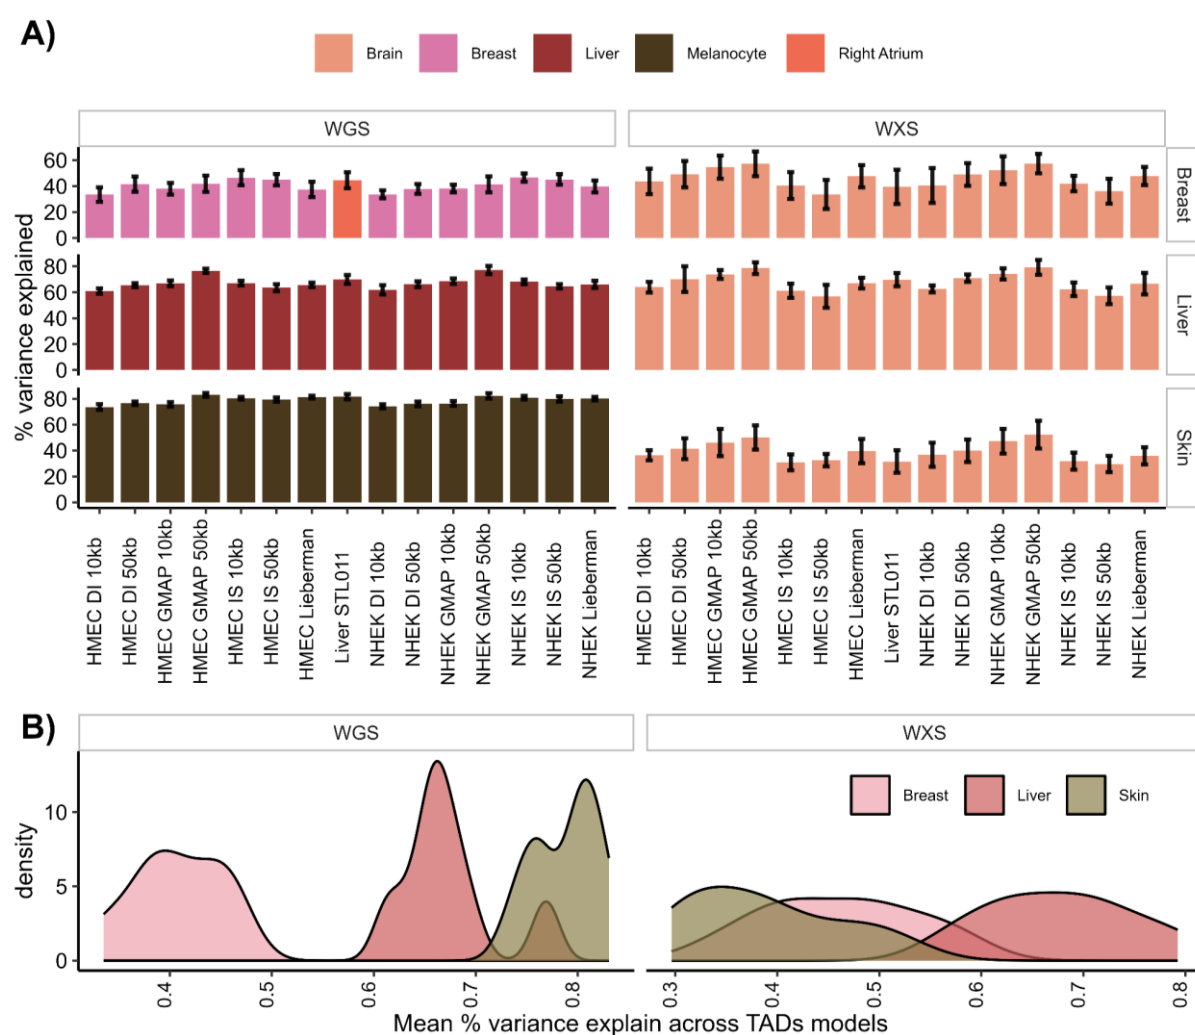 A)
Brain Breast Liver Melanocyte Right Atrium
WGS WXS
% variance explained
60
40
20
0
Breast
80
60
40
20
0
Liver
80
60
40
20
0
Skin
HMEC DI 10kb
HMEC DI 50kb
HMEC GMAP 10kb
HMEC GMAP 50kb
HMEC IS 10kb
HMEC IS 50kb
HMEC Lieberman
Liver STL011
NHEK DI 10kb
NHEK DI 50kb
NHEK GMAP 10kb
NHEK GMAP 50kb
NHEK IS 10kb
NHEK IS 50kb
NHEK Lieberman
HMEC DI 10kb
HMEC DI 50kb
HMEC GMAP 10kb
HMEC GMAP 50kb
HMEC IS 10kb
HMEC IS 50kb
HMEC Lieberman
Liver STL011
NHEK DI 10kb
NHEK DI 50kb
NHEK GMAP 10kb
NHEK GMAP 50kb
NHEK IS 10kb
NHEK IS 50kb
NHEK Lieberman
B)
WGS WXS
Breast Liver Skin
density
10
5
0
0.4 0.5 0.6 0.7 0.8
0.3 0.4 0.5 0.6 0.7 0.8
Mean % variance explain across TADs models